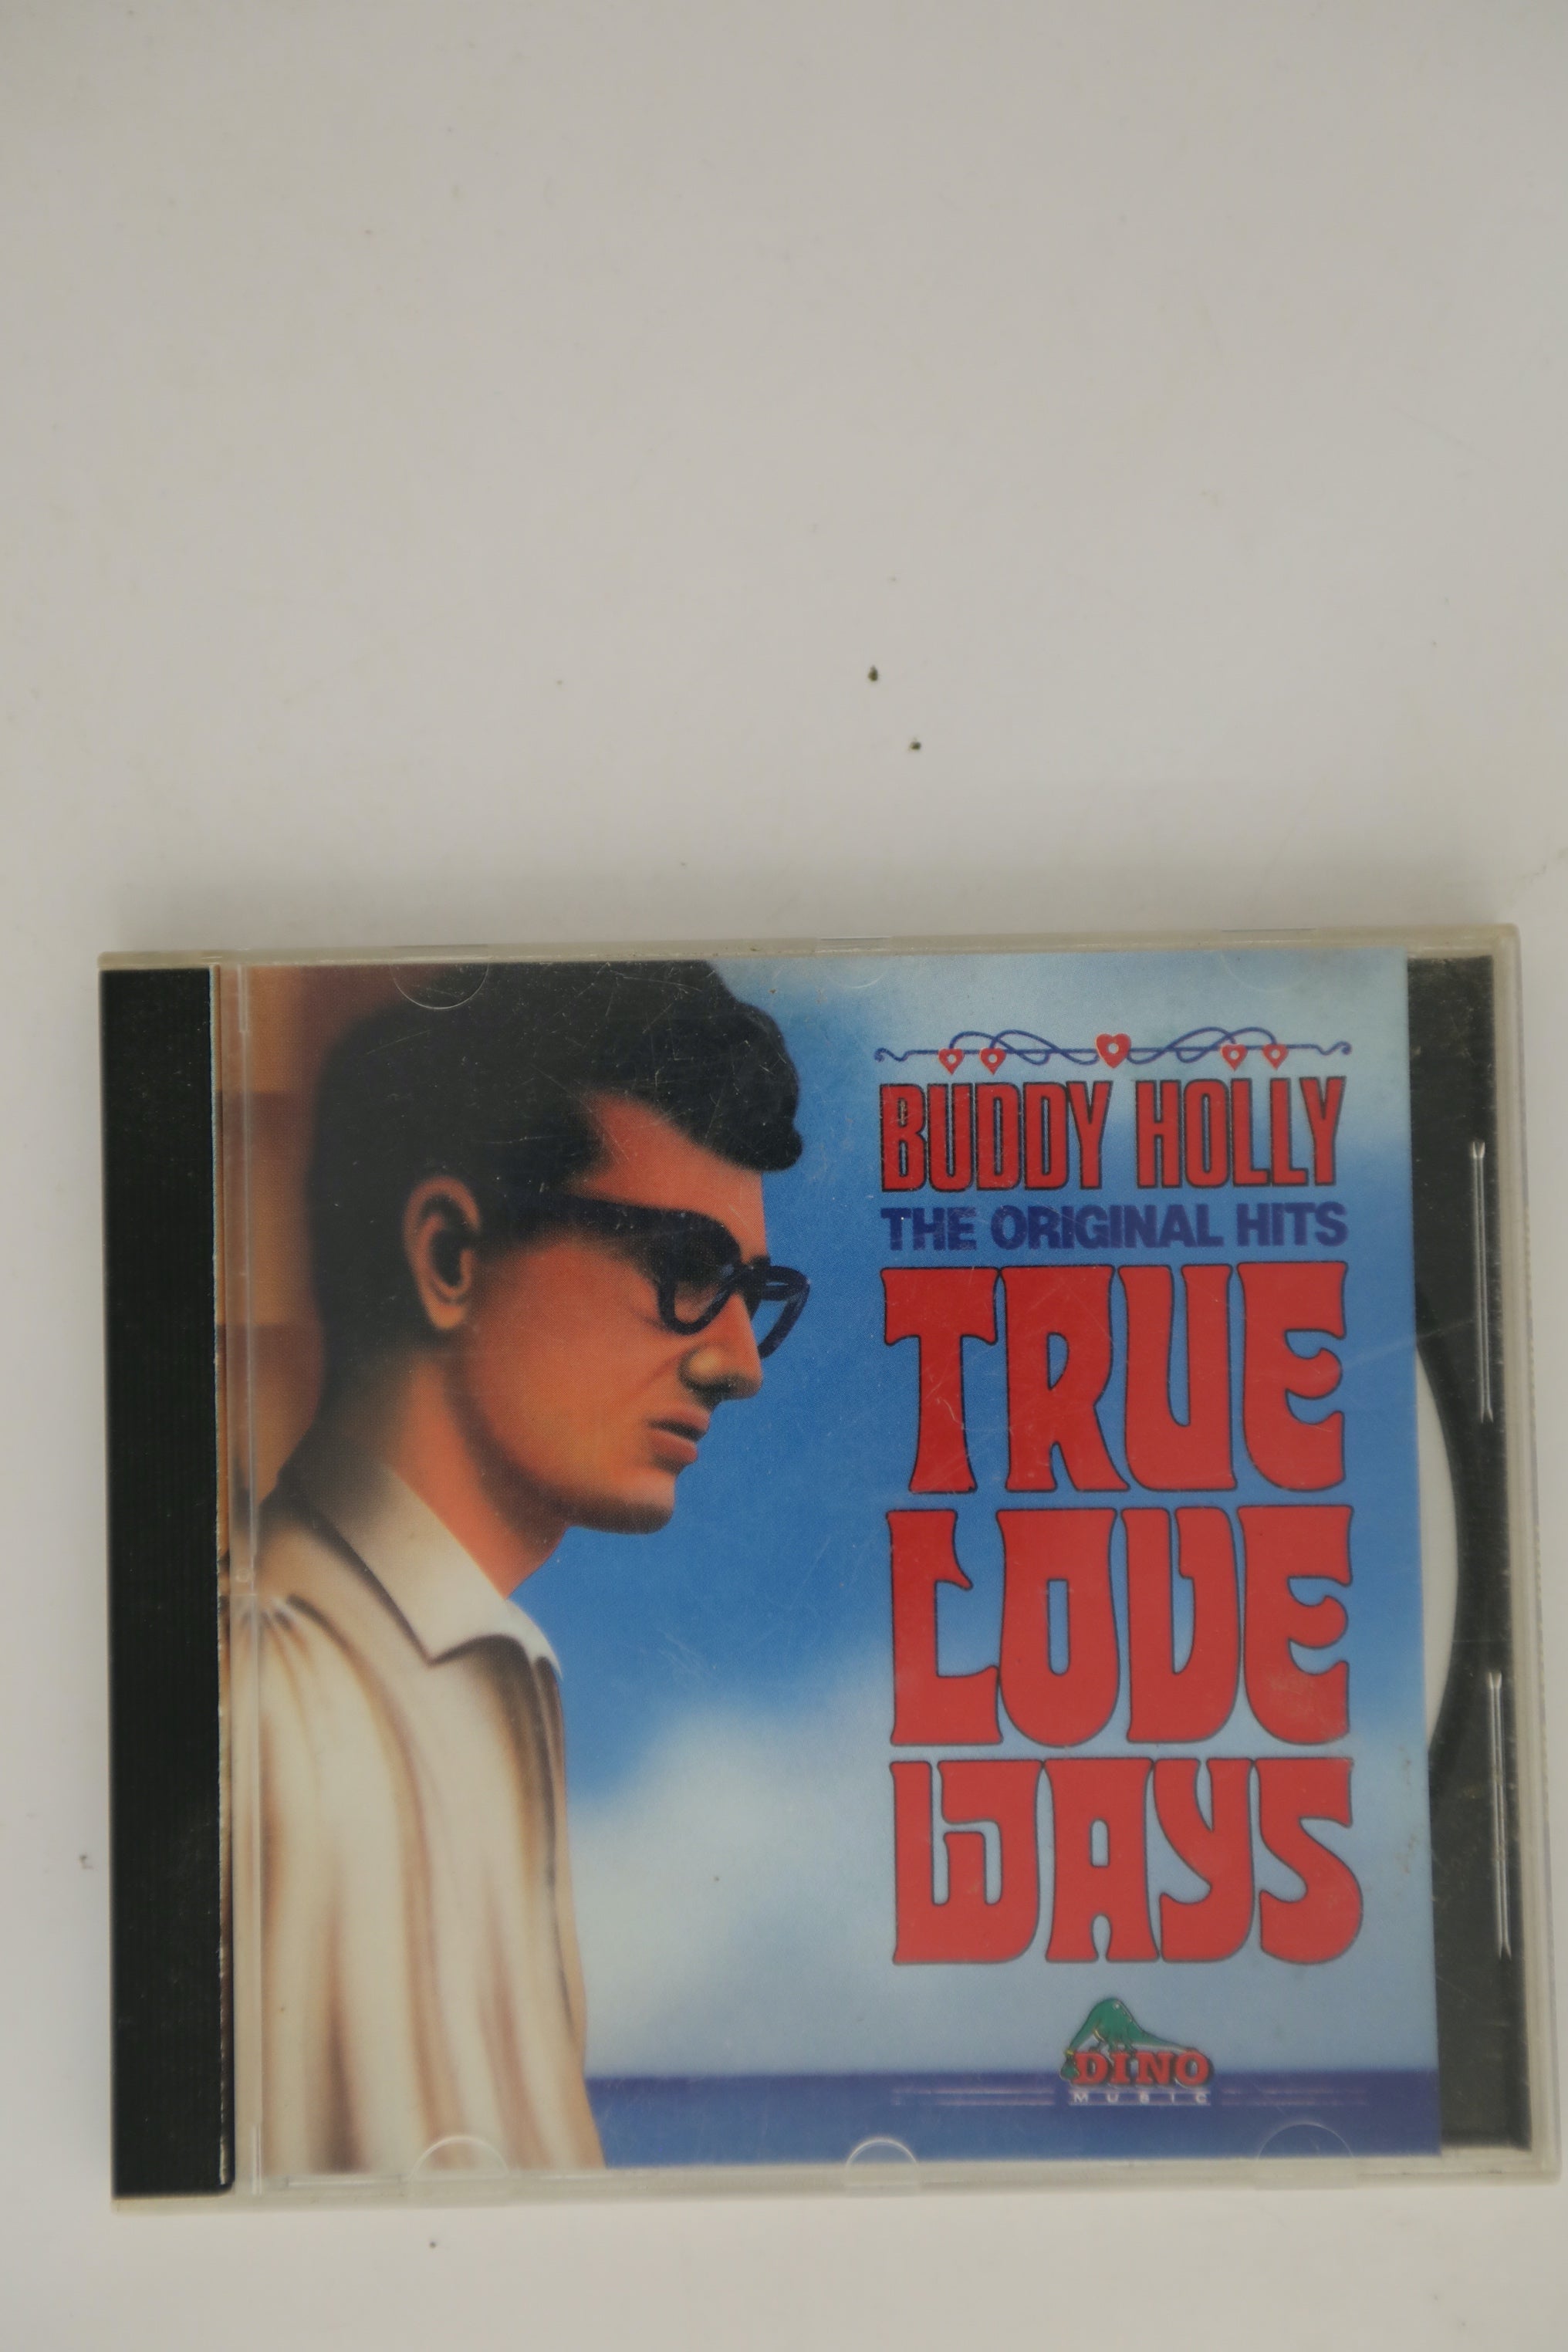 BUDDY HOLLY
THE ORIGINAL HITS
TRUE
LOVE
WAYS
DINO
MUSIC